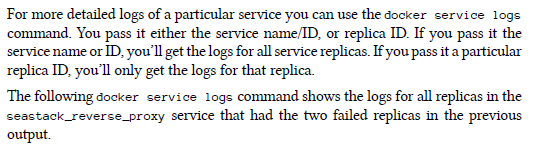 For more detailed logs of a particular service you can use the docker service logs
command. You pass it either the service name/ID, or replica ID. If you pass it the
service name or ID, you'll get the logs for all service replicas. If you pass it a particular
replica ID, you'll only get the logs for that replica.
The following docker service logs command shows the logs for all replicas in the
seastack_reverse_proxy service that had the two failed replicas in the previous
output.